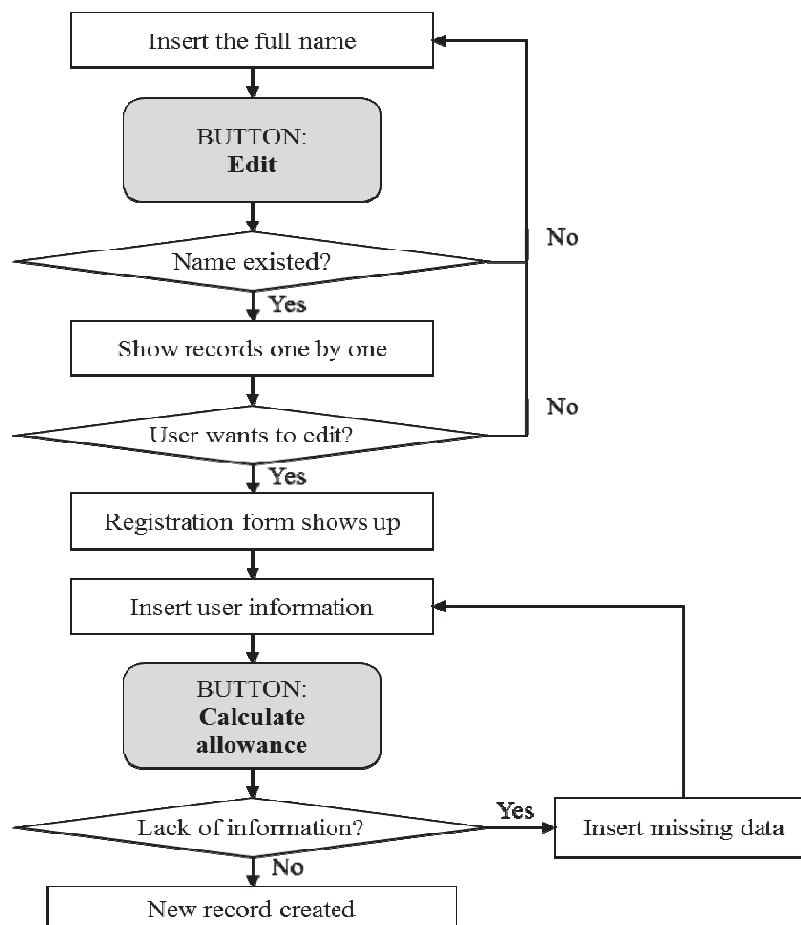 Insert the full name
BUTTON:
Edit
No
Name existed?
Yes
Show records one by one
No
User wants to edit?
Yes
Registration form shows up
Insert user information
BUTTON:
Calculate
allowance
Yes
Lack of information?
Insert missing data
No
New record created